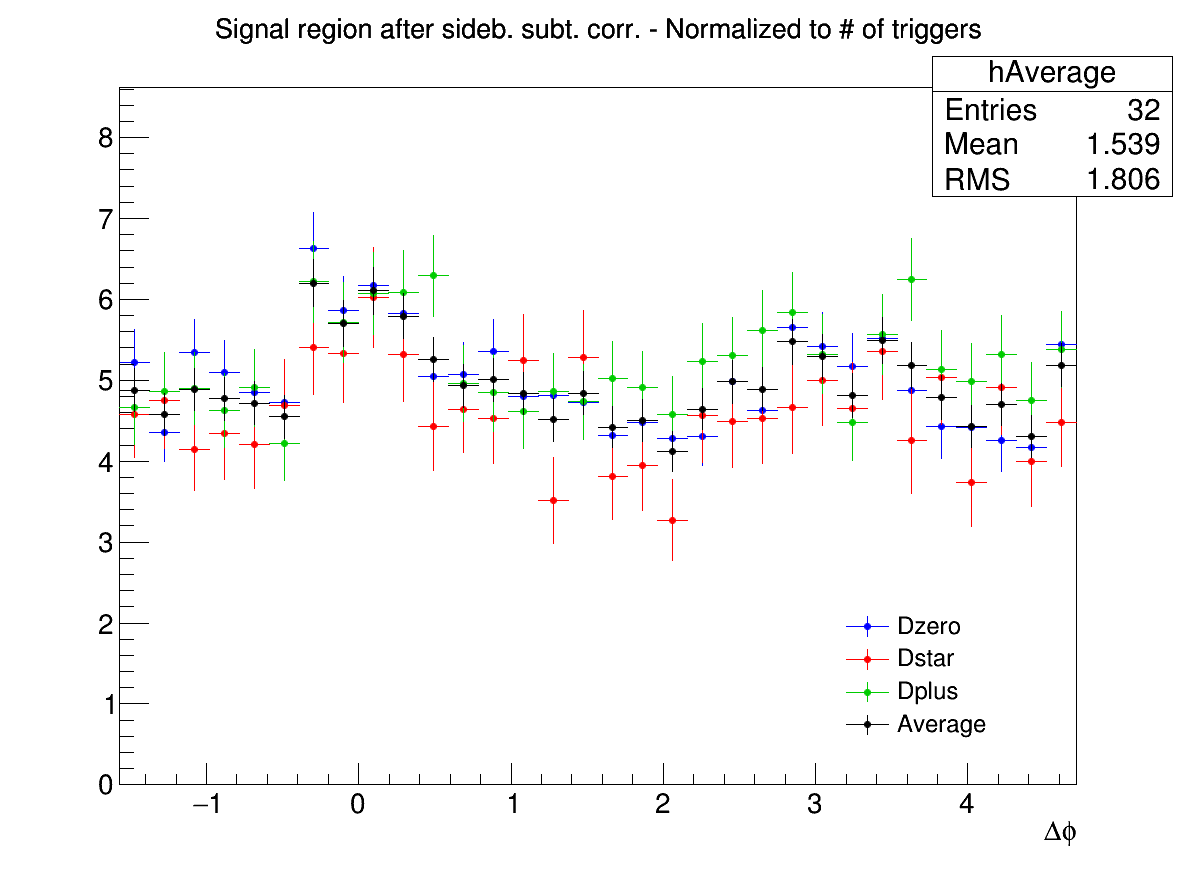 Signal region after sideb. subt. corr. - Normalized to # of triggers
hAverage
Entries 32
Mean 1.539
RMS 1.806
8
7
6
5
4
3
2
1
0
Dzero
Dstar
Dplus
Average
−1 0 1 2 3 4
Δϕ